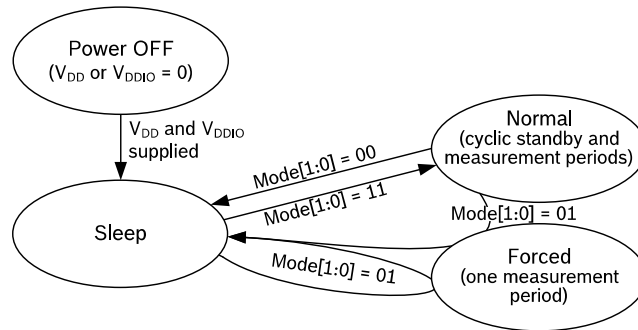 Power OFF
(VDD or VDDIO = 0)
VDD and VDDIO
supplied
Normal
(cyclic standby and
measurement periods)
Mode[1:0] = 00
Mode[1:0] = 11
Mode[1:0] = 01
Sleep
Forced
(one measurement
period)
Mode[1:0] = 01